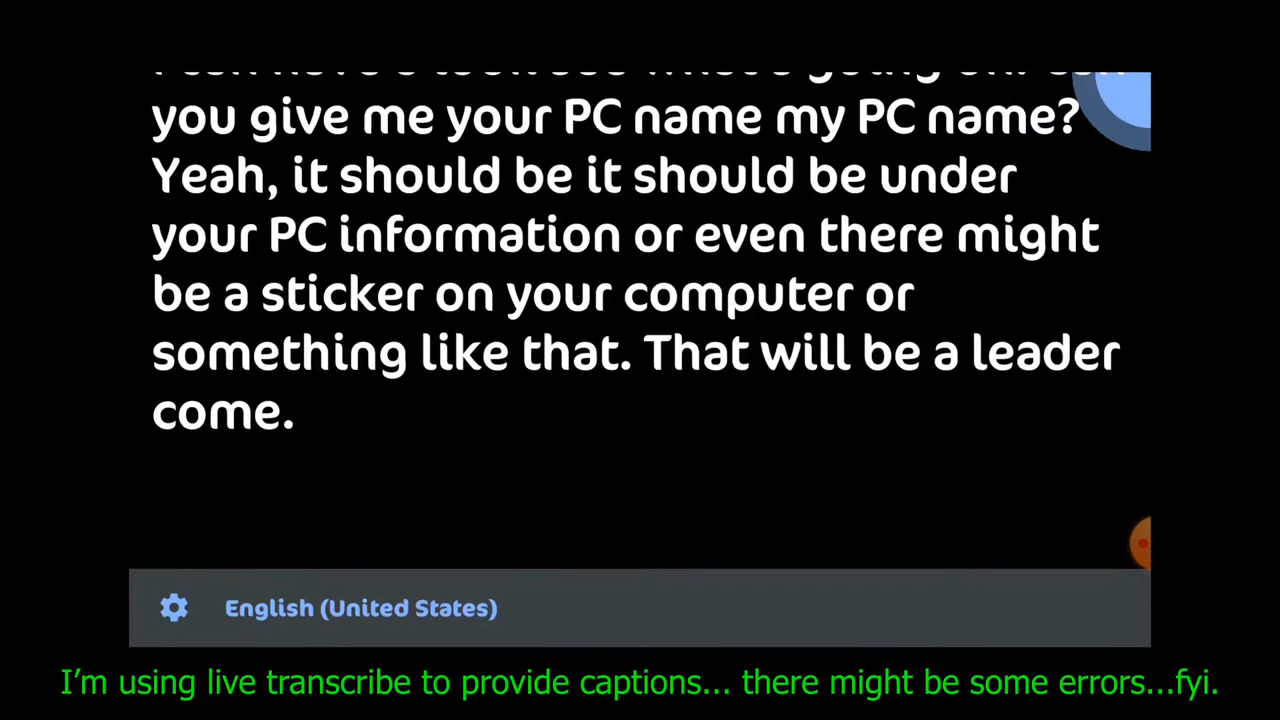 you give me your PC name my PC name?
Yeah, it should be it should be under
your PC information or even there might
be a sticker on your computer or
something like that. That will be a leader
come.
English (United States)
I'm using live transcribe to provide captions... there might be some errors...fyi.